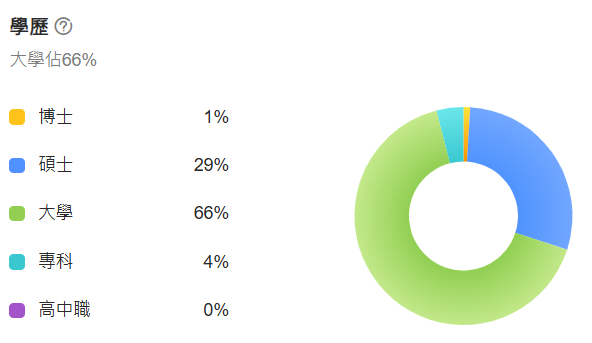 學歷 ?
大學佔66%
博士 1%
碩士 29%
大學 66%
專科 4%
高中職 0%